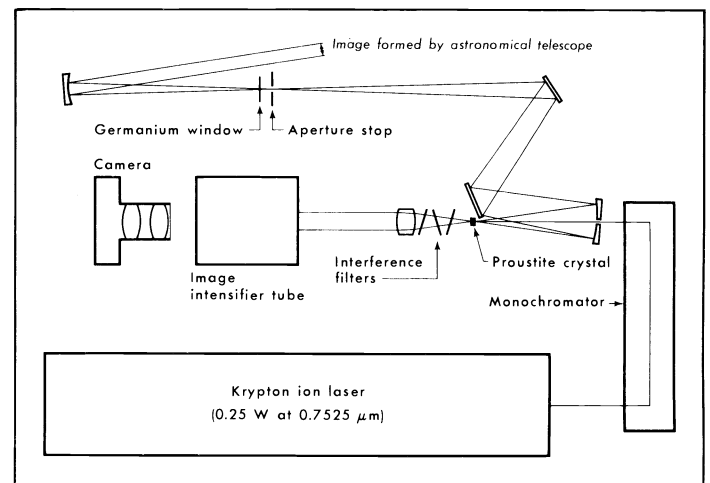 Image formed by astronomical telescope
Germanium window
Aperture stop
Camera
Interference
filters
Proustite crystal
Image
intensifier tube
Monochromator
Krypton ion laser
(0.25 W at 0.7525 μm)